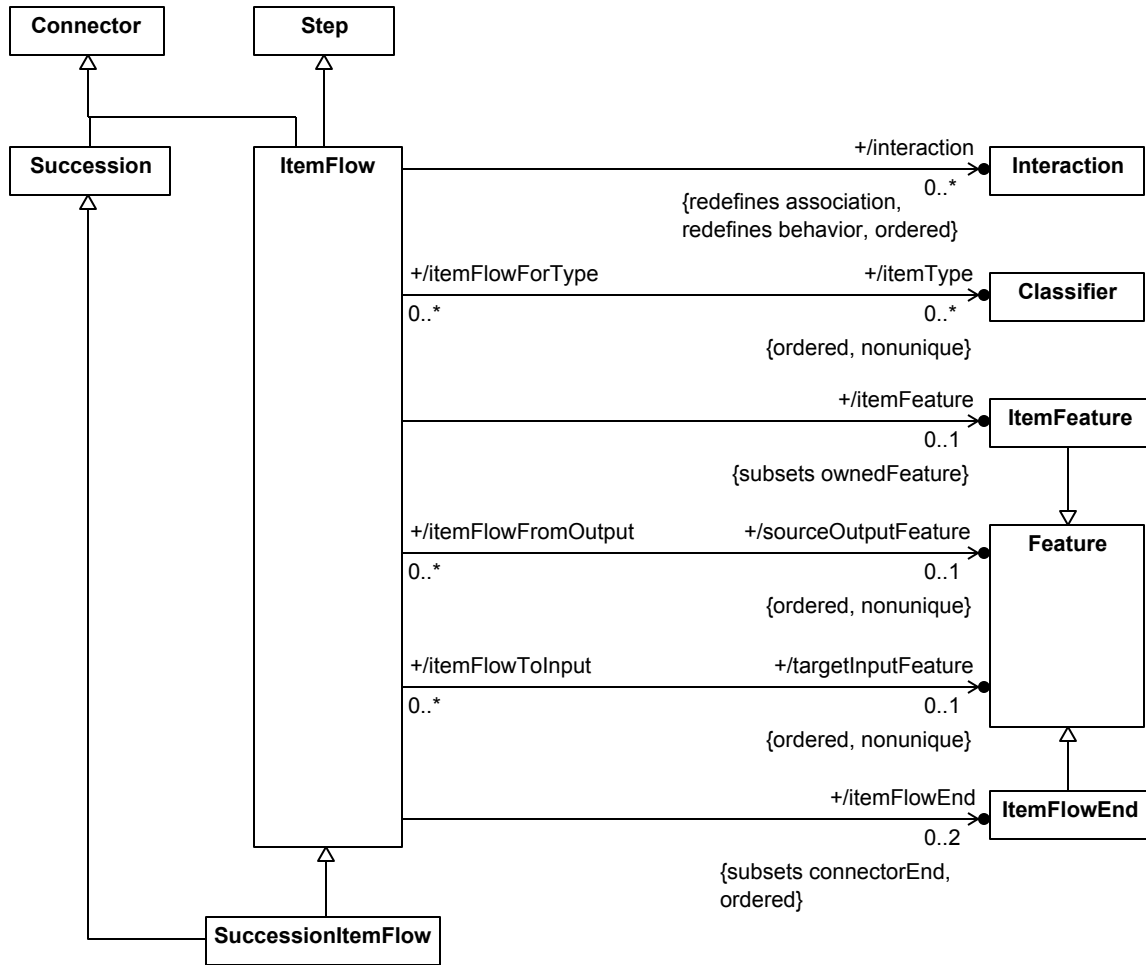 Connector
Step
Succession
ItemFlow
+/interaction
Interaction
0..*
{redefines association,
redefines behavior, ordered}
+/itemFlowForType
+/itemType
Classifier
0..*
0..*
{ordered, nonunique}
+/itemFeature
ItemFeature
0..1
{subsets ownedFeature}
+/itemFlowFromOutput
+/sourceOutputFeature
Feature
0..*
0..1
{ordered, nonunique}
+/itemFlowToInput
+/targetInputFeature
0..*
0..1
{ordered, nonunique}
+/itemFlowEnd
ItemFlowEnd
0..2
{subsets connectorEnd,
ordered}
SuccessionItemFlow